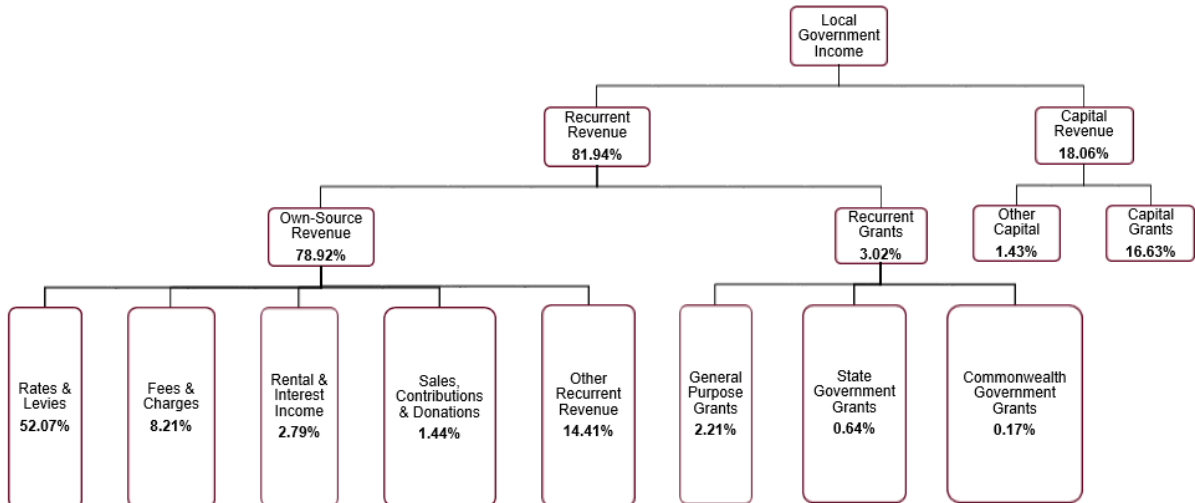 Local
Government
Income
Recurrent
Revenue
81.94%
Capital
Revenue
18.06%
Own-Source
Revenue
78.92%
Recurrent
Grants
3.02%
Other
Capital
1.43%
Capital
Grants
16.63%
Rates &
Levies
52.07%
Fees &
Charges
8.21%
Rental &
Interest
Income
2.79%
Sales,
Contributions
& Donations
1.44%
Other
Recurrent
Revenue
14.41%
General
Purpose
Grants
2.21%
State
Government
Grants
0.64%
Commonwealth
Government
Grants
0.17%